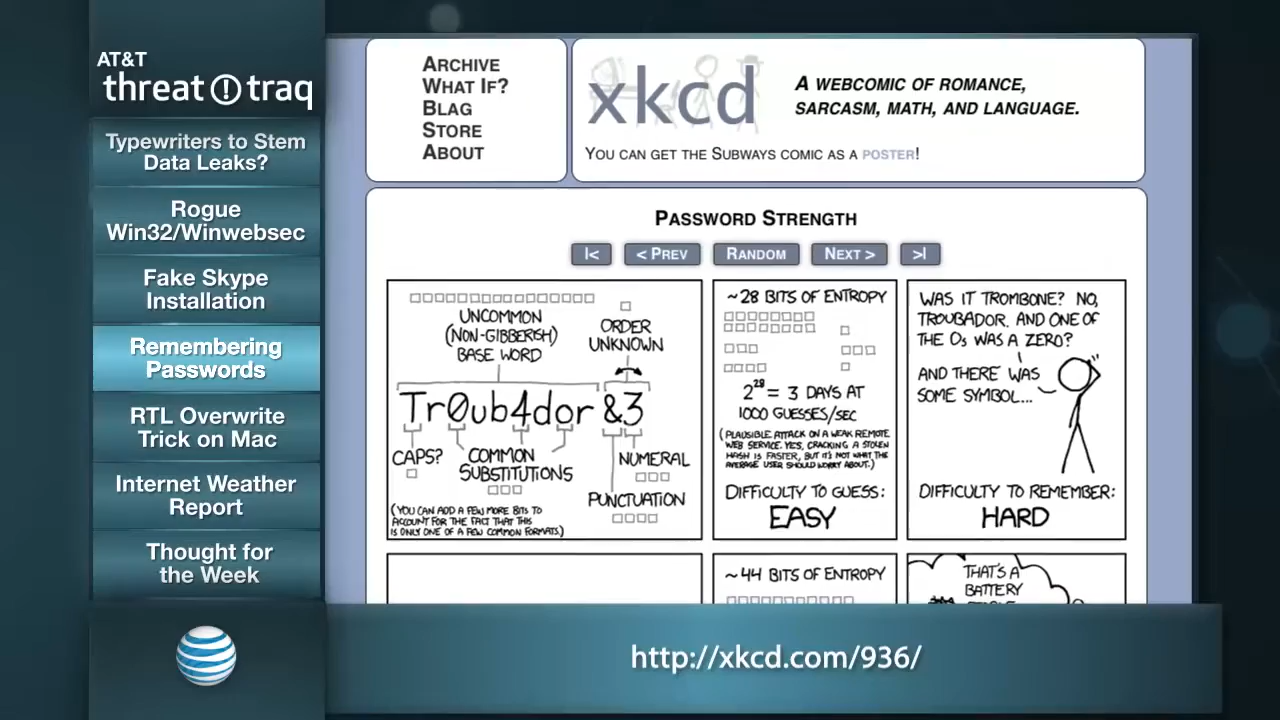 AT&T
threat traq
Typewriters to Stem
Data Leaks?
Rogue
Win32/Winwebsec
Fake Skype
Installation
Remembering
Passwords
RTL Overwrite
Trick on Mac
Internet Weather
Report
Thought for
the Week
ARCHIVE
WHAT IF?
BLAG
STORE
ABOUT
xkcd
A WEBCOMIC OF ROMANCE,
SARCASM, MATH, AND LANGUAGE.
YOU CAN GET THE SUBWAYS COMIC AS A POSTER!
PASSWORD STRENGTH
|<
< PREV
RANDOM
NEXT >
>|
UNCOMMON
(NON-GIBBERISH)
BASE WORD
ORDER
UNKNOWN
Tr0ub4dor &3
CAPS?
COMMON
SUBSTITUTIONS
NUMERAL
PUNCTUATION
(YOU CAN ADD A FEW MORE BITS TO
ACCOUNT FOR THE FACT THAT THIS
IS ONLY ONE OF A FEW COMMON FORMATS.)
~28 BITS OF ENTROPY
2^28 = 3 DAYS AT
1000 GUESSES/SEC
(PLAUSIBLE ATTACK ON A WEAK REMOTE
WEB SERVICE. YES, CRACKING A STOLEN
HASH IS FASTER, BUT IT'S NOT WHAT THE
AVERAGE USER SHOULD WORRY ABOUT.)
DIFFICULTY TO GUESS:
EASY
WAS IT TROMBONE? NO,
TROUBADOR. AND ONE OF
THE Os WAS A ZERO?
AND THERE WAS
SOME SYMBOL...
DIFFICULTY TO REMEMBER:
HARD
~44 BITS OF ENTROPY
THAT'S A
BATTERY
http://xkcd.com/936/